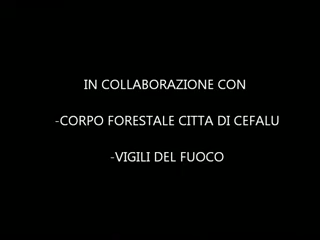 IN COLLABORAZIONE CON
-CORPO FORESTALE CITTA DI CEFALU
-VIGILI DEL FUOCO